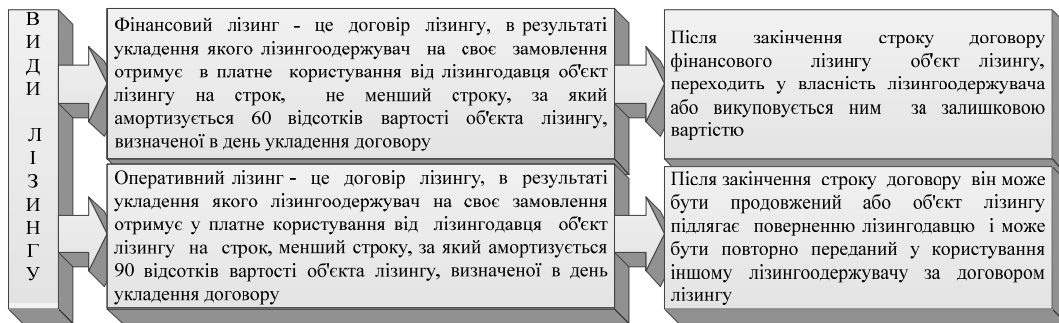 ВИДИ ЛІЗИНГУ
Фінансовий лізинг - це договір лізингу, в результаті
укладення якого лізингоодержувач на своє замовлення
отримує в платне користування від лізингодавця об'єкт
лізингу на строк, не менший строку, за який
амортизується 60 відсотків вартості об'єкта лізингу,
визначеної в день укладення договору
Після закінчення строку договору
фінансового лізингу об'єкт лізингу,
переходить у власність лізингоодержувача
або викуповується ним за залишковою
вартістю
Оперативний лізинг - це договір лізингу, в результаті
укладення якого лізингоодержувач на своє замовлення
отримує у платне користування від лізингодавця об'єкт
лізингу на строк, менший строку, за який амортизується
90 відсотків вартості об'єкта лізингу, визначеної в день
укладення договору
Після закінчення строку договору він може
бути продовжений або об'єкт лізингу
підлягає поверненню лізингодавцю і може
бути повторно переданий у користування
іншому лізингоодержувачу за договором
лізингу